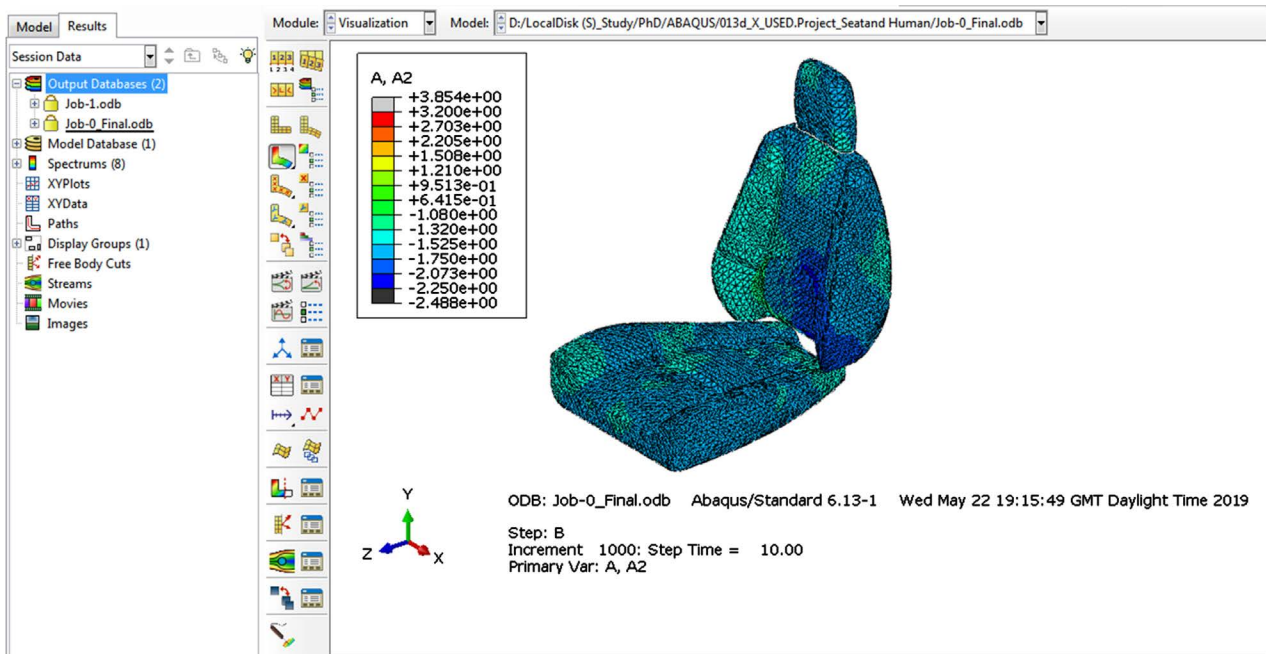 Module: Visualization Model: D:/LocalDisk (S)_Study/PhD/ABAQUS/013d_X_USED.Project_Seatand Human/Job-0_Final.odb
Model Results
Session Data
Output Databases (2)
Job-1.odb
Job-0_Final.odb
Model Database (1)
Spectrums (8)
XYPlots
XYData
Paths
Display Groups (1)
Free Body Cuts
Streams
Movies
Images
A, A2
+3.854e+00
+3.200e+00
+2.703e+00
+2.205e+00
+1.508e+00
+1.210e+00
+9.513e-01
+6.415e-01
-1.080e+00
-1.320e+00
-1.525e+00
-1.750e+00
-2.073e+00
-2.250e+00
-2.488e+00
Y
Z
X
ODB: Job-0_Final.odb Abaqus/Standard 6.13-1 Wed May 22 19:15:49 GMT Daylight Time 2019
Step: B
Increment 1000: Step Time = 10.00
Primary Var: A, A2